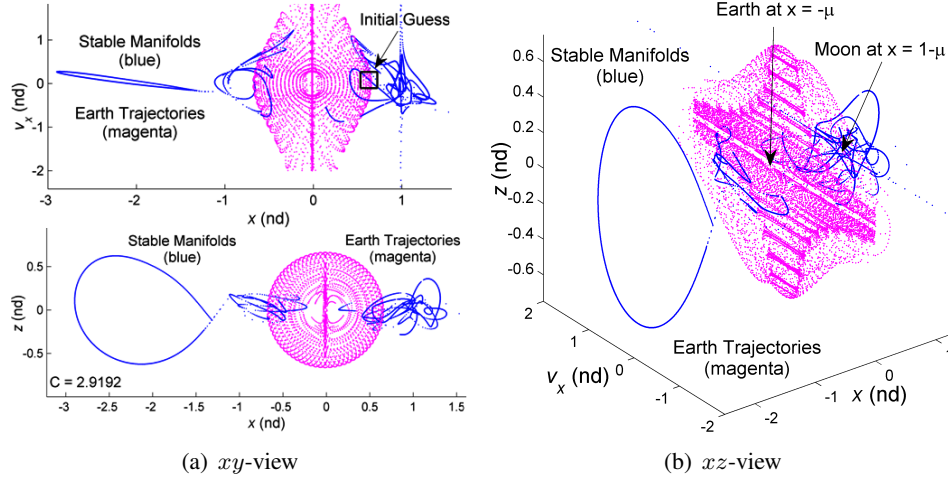 Initial Guess
Stable Manifolds
(blue)
Earth Trajectories
(magenta)
v_x (nd)
1
0
-1
-2
-3
-2
-1
0
1
x (nd)
Stable Manifolds
(blue)
Earth Trajectories
(magenta)
z (nd)
0.5
0
-0.5
C = 2.9192
-3
-2.5
-2
-1.5
-1
-0.5
0
0.5
1
1.5
x (nd)
(a) xy-view
Earth at x = -μ
Moon at x = 1-μ
Stable Manifolds
(blue)
z (nd)
0.6
0.4
0.2
0
-0.2
-0.4
-0.6
2
1
0
-1
-2
v_x (nd)
Earth Trajectories
(magenta)
-2
-1
0
1
x (nd)
(b) xz-view